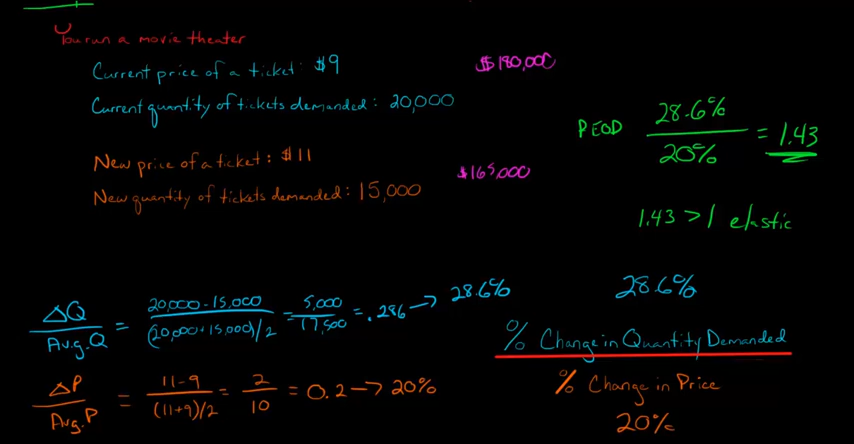 You run a movie theater
Current price of a ticket: $9
$180,000
Current quantity of tickets demanded: 20,000
New price of a ticket: $11
$165,000
New quantity of tickets demanded: 15,000
PEOD 28.6% / 20% = 1.43
1.43 > 1 elastic
ΔQ / Avg. Q = 20,000 - 15,000 / (20,000 + 15,000)/2 = 5,000 / 17,500 = .286 → 28.6%
ΔP / Avg. P = 11-9 / (11+9)/2 = 2 / 10 = 0.2 → 20%
28.6%
% Change in Quantity Demanded
% Change in Price
20%